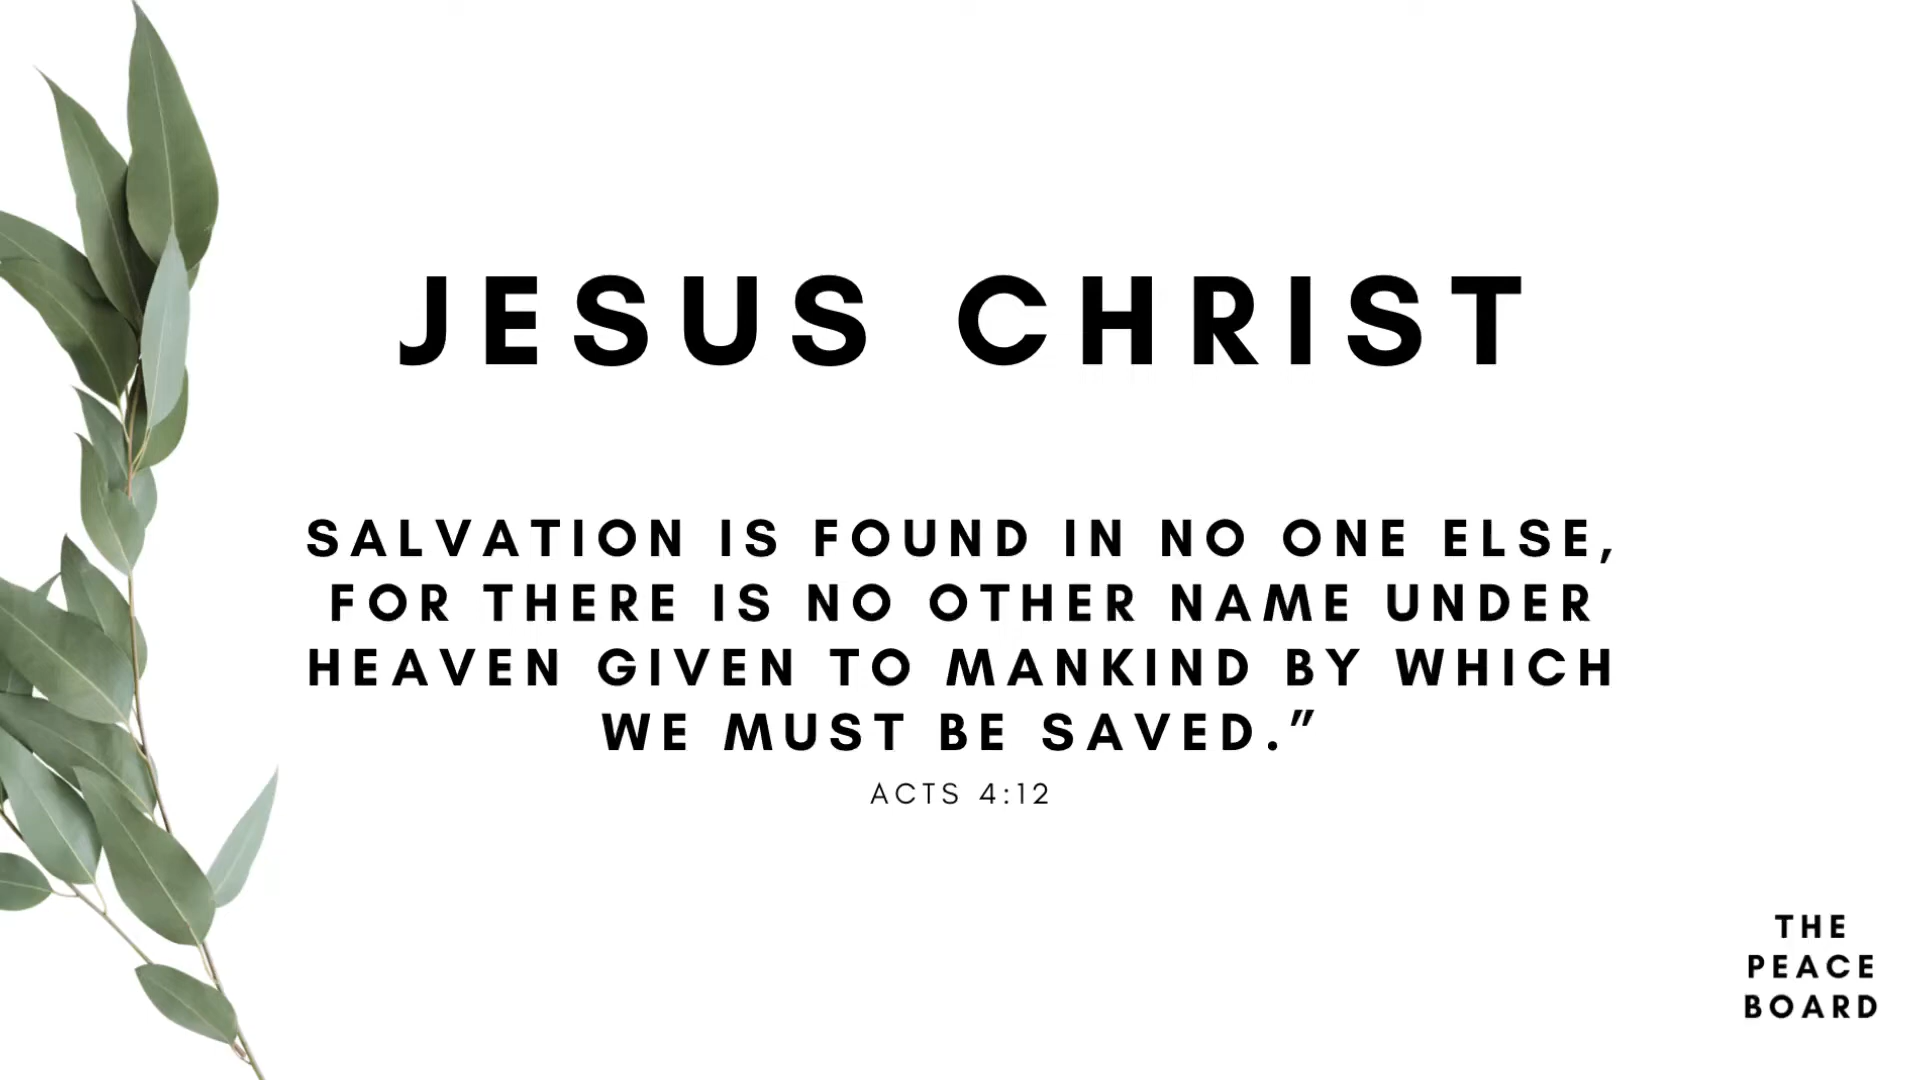 JESUS CHRIST
SALVATION IS FOUND IN NO ONE ELSE,
FOR THERE IS NO OTHER NAME UNDER
HEAVEN GIVEN TO MANKIND BY WHICH
WE MUST BE SAVED.”
ACTS 4:12
THE
PEACE
BOARD